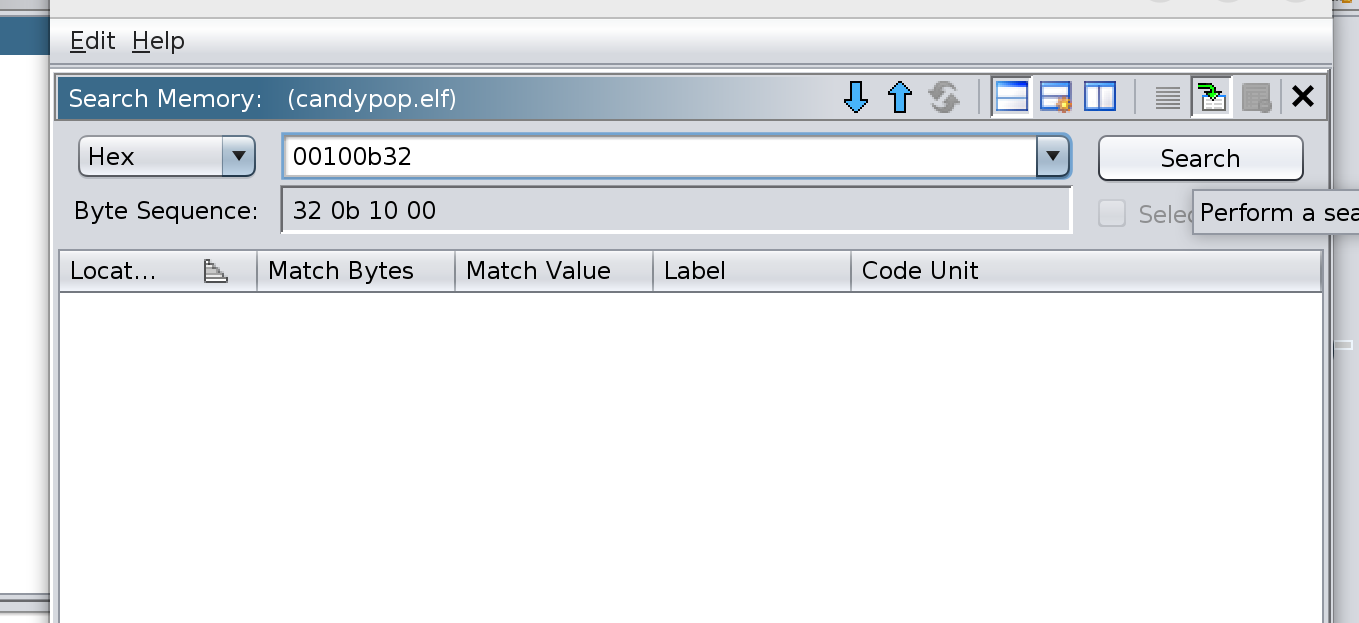 Edit Help
Search Memory: (candypop.elf)
Hex 00100b32 Search
Byte Sequence: 32 0b 10 00
Perform a sea
Locat... Match Bytes Match Value Label Code Unit